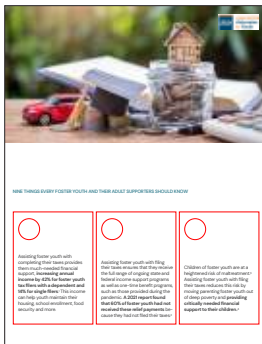 NINE THINGS EVERY FOSTER YOUTH AND THEIR ADULT SUPPORTERS SHOULD KNOW
Assisting foster youth with
completing their taxes provides
them much-needed financial
support, increasing annual
income by 42% for foster youth
tax filers with a dependent and
14% for single filers. This income
can help youth maintain their
housing, school enrollment, food
security and more.
Assisting foster youth with filing
their taxes ensures that they receive
the full range of ongoing state and
federal income support programs
as well as one-time benefit programs,
such as those provided during the
pandemic. A 2021 report found
that 60% of foster youth had not
received these relief payments be-
cause they had not filed their taxes.
Children of foster youth are at a
heightened risk of maltreatment.
Assisting foster youth with filing
their taxes reduces this risk by
moving parenting foster youth out
of deep poverty and providing
critically needed financial
support to their children.